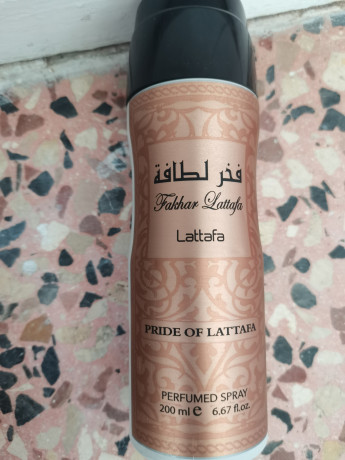 فخر لطافة
Fakhar Lattafa
Lattafa
PRIDE OF LATTAFA
PERFUMED SPRAY
200 ml e 6.67 fl.oz.